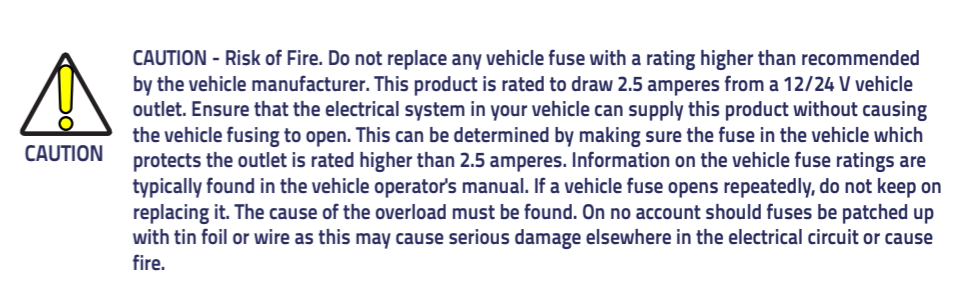 CAUTION - Risk of Fire. Do not replace any vehicle fuse with a rating higher than recommended
by the vehicle manufacturer. This product is rated to draw 2.5 amperes from a 12/24 V vehicle
outlet. Ensure that the electrical system in your vehicle can supply this product without causing
the vehicle fusing to open. This can be determined by making sure the fuse in the vehicle which
protects the outlet is rated higher than 2.5 amperes. Information on the vehicle fuse ratings are
typically found in the vehicle operator's manual. If a vehicle fuse opens repeatedly, do not keep on
replacing it. The cause of the overload must be found. On no account should fuses be patched up
with tin foil or wire as this may cause serious damage elsewhere in the electrical circuit or cause
fire.
CAUTION